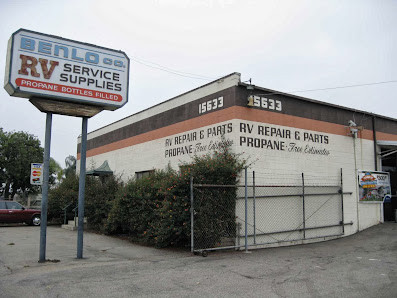 BENLO CO.
RV SERVICE
SUPPLIES
PROPANE BOTTLES FILLED
15633
RV REPAIR & PARTS
PROPANE - Free Estimates
15633
RV REPAIR & PARTS
PROPANE - Free Estimates